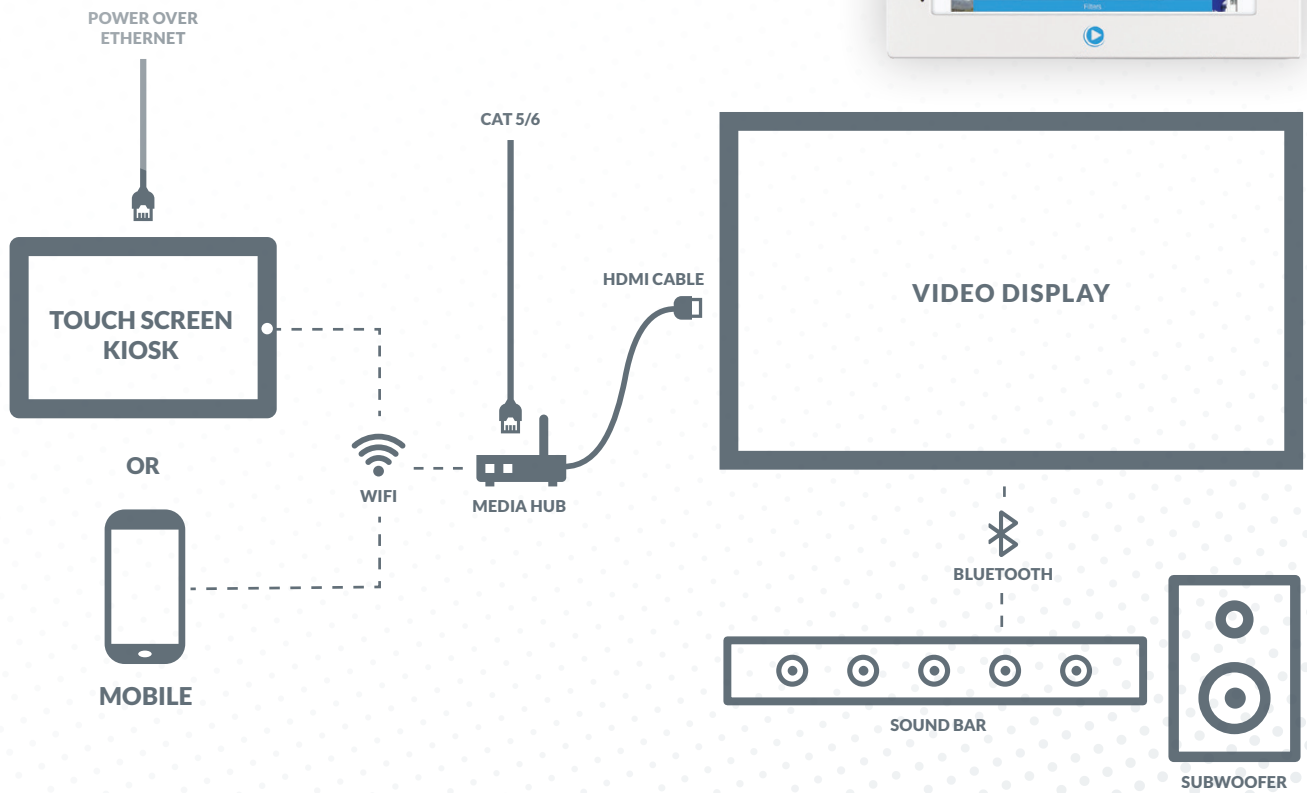 Filters
POWER OVER
ETHERNET
CAT 5/6
HDMI CABLE
VIDEO DISPLAY
TOUCH SCREEN
KIOSK
OR
WIFI
MEDIA HUB
BLUETOOTH
MOBILE
SOUND BAR
SUBWOOFER